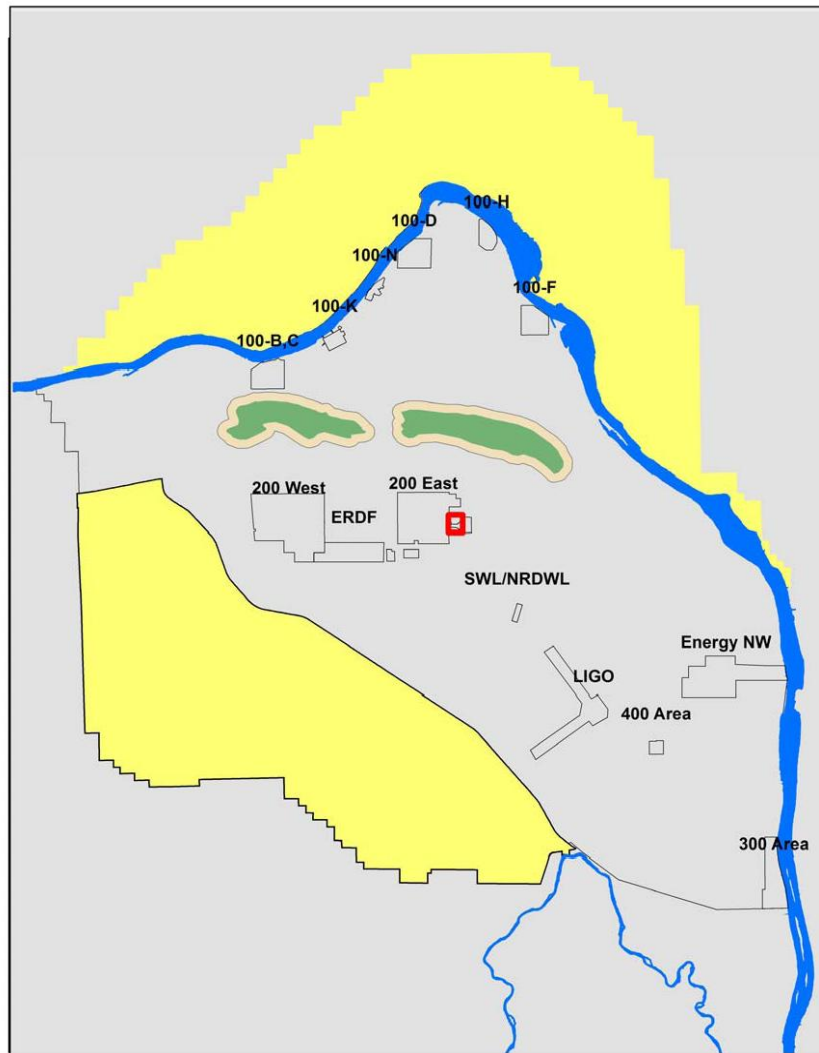 100-H
100-D
100-N
100-F
100-K
100-B,C
200 East
200 West
ERDF
SWL/NRDWL
Energy NW
LIGO
400 Area
300 Area